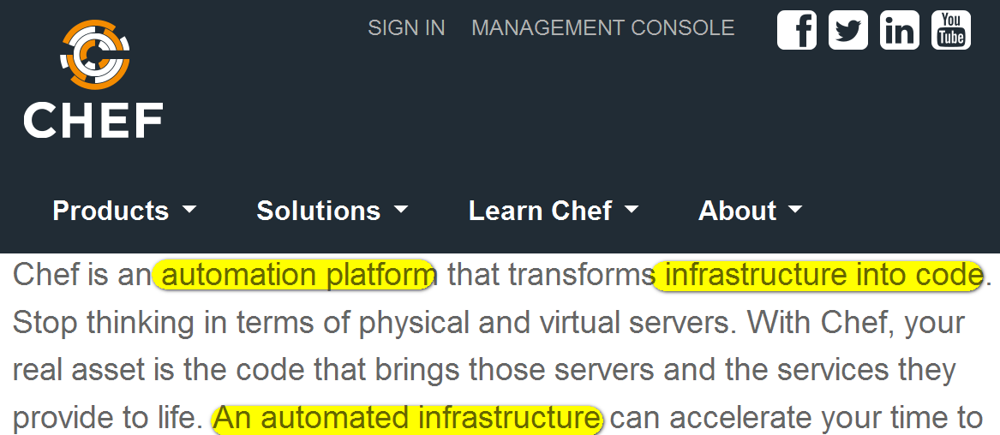 SIGN IN MANAGEMENT CONSOLE
You
Tube
CHEF
Products Solutions Learn Chef About
Chef is an automation platform that transforms infrastructure into code.
Stop thinking in terms of physical and virtual servers. With Chef, your
real asset is the code that brings those servers and the services they
provide to life. An automated infrastructure can accelerate your time to